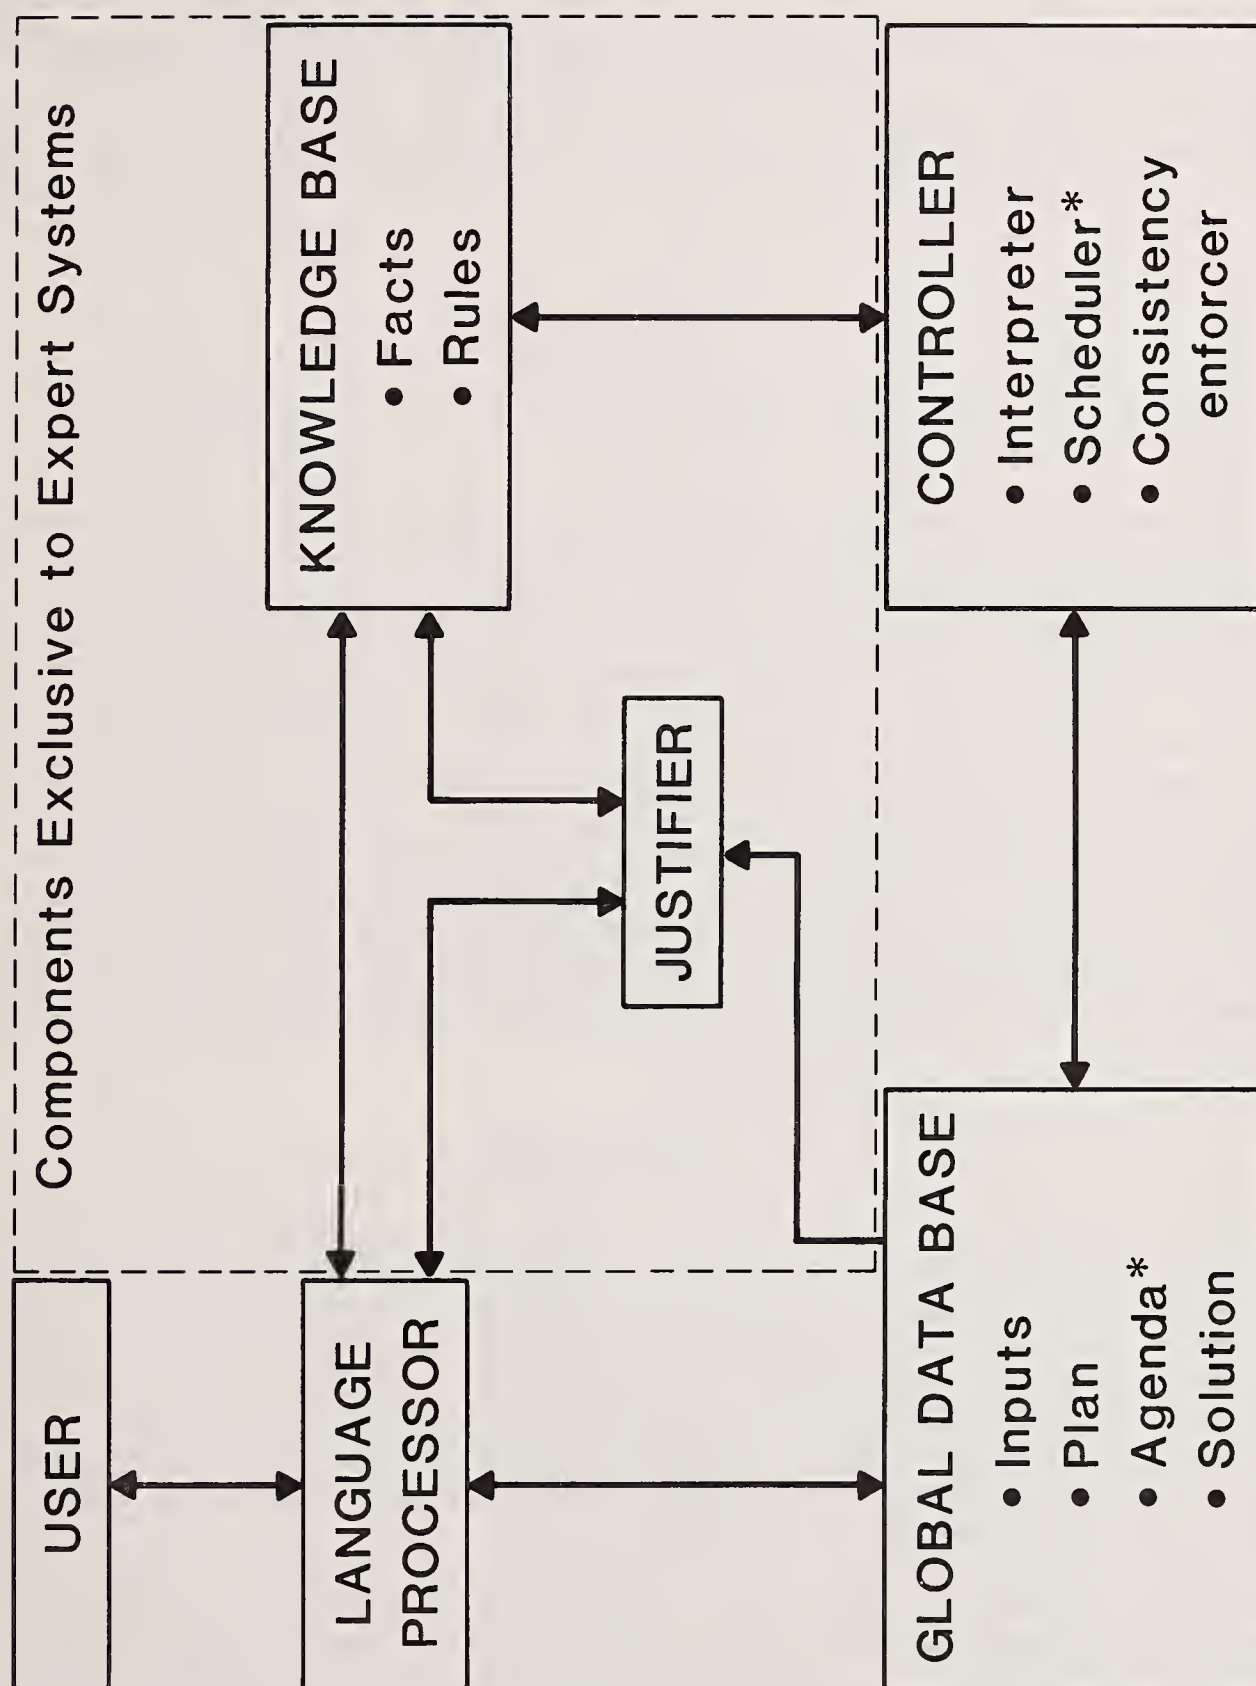 USER
Components Exclusive to Expert Systems
LANGUAGE
PROCESSOR
KNOWLEDGE BASE
• Facts
• Rules
JUSTIFIER
GLOBAL DATA BASE
• Inputs
• Plan
• Agenda*
• Solution
CONTROLLER
• Interpreter
• Scheduler*
• Consistency
enforcer